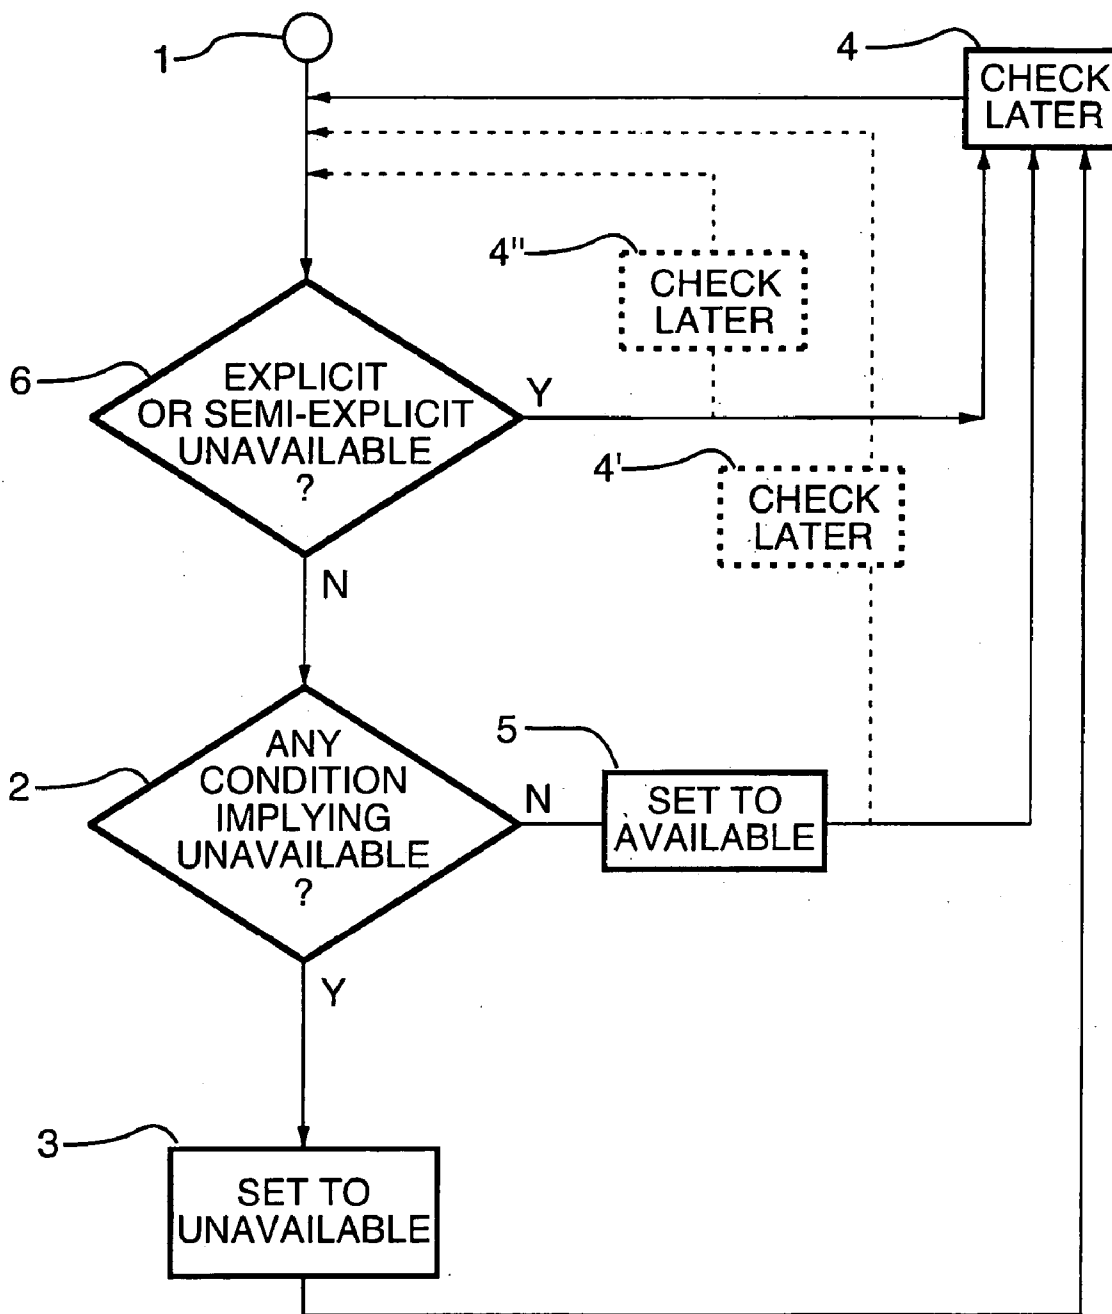 1
4
CHECK
LATER
4"
CHECK
LATER
6
EXPLICIT
OR SEMI-EXPLICIT
UNAVAILABLE
?
Y
4'
CHECK
LATER
N
2
ANY
CONDITION
IMPLYING
UNAVAILABLE
?
N
5
SET TO
AVAILABLE
Y
3
SET TO
UNAVAILABLE